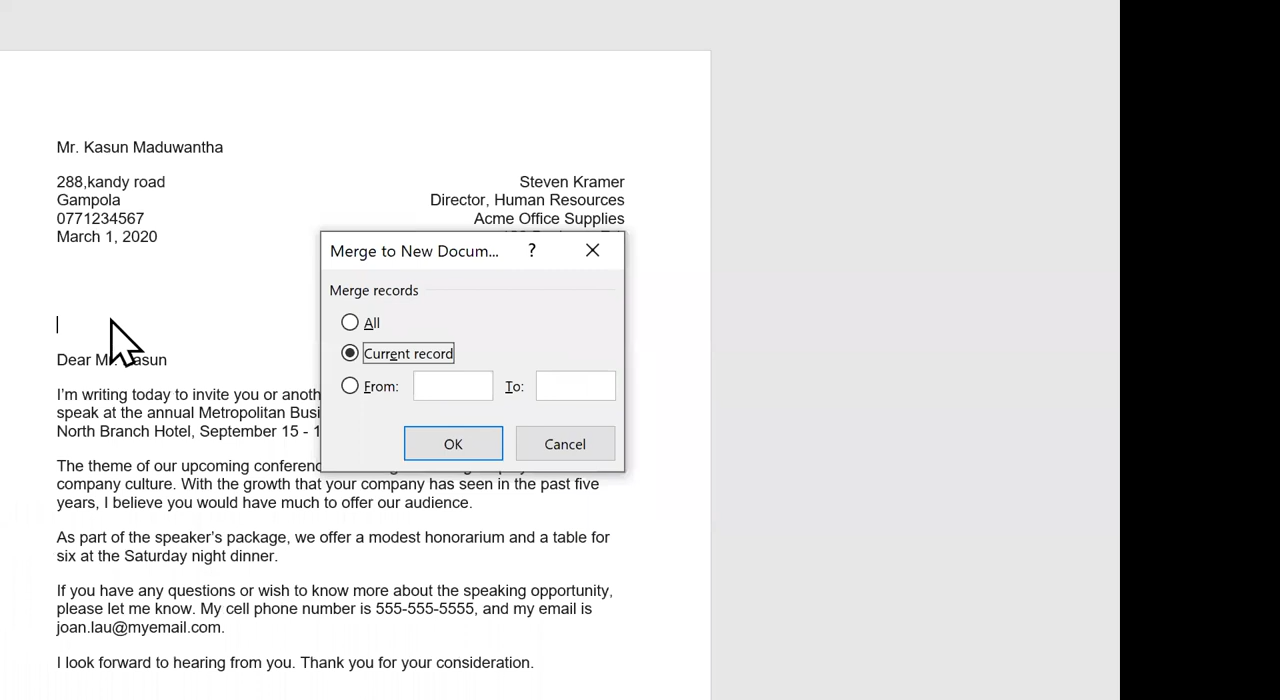 Mr. Kasun Maduwantha
288,kandy road
Gampola
0771234567
March 1, 2020
Steven Kramer
Director, Human Resources
Acme Office Supplies
Merge to New Docum... ?
Merge records
All
Current record
From: To:
OK Cancel
Dear Mr. Kasun
I'm writing today to invite you or
speak at the annual Metropolitan
North Branch Hotel, September 15 -
The theme of our upcoming
company culture. With the growth that your company has seen in the past five
years, I believe you would have much to offer our audience.
As part of the speaker's package, we offer a modest honorarium and a table for
six at the Saturday night dinner.
If you have any questions or wish to know more about the speaking opportunity,
please let me know. My cell phone number is 555-555-5555, and my email is
joan.lau@myemail.com.
I look forward to hearing from you. Thank you for your consideration.